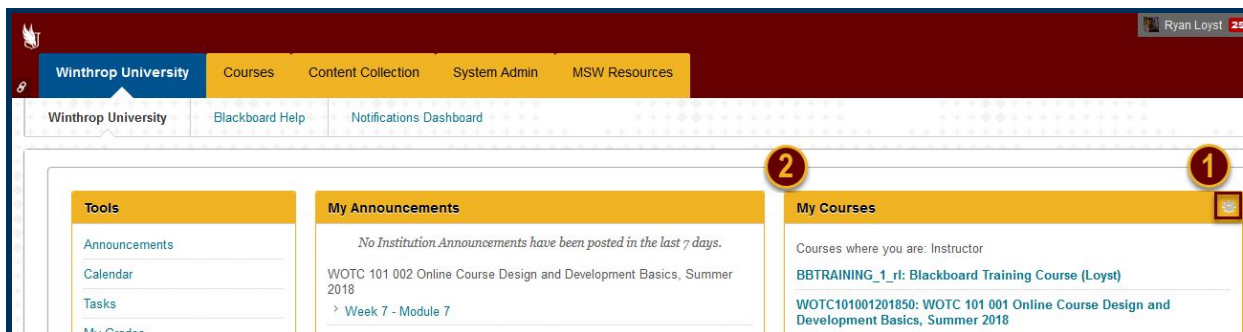 Ryan Loyst 25
Winthrop University Courses Content Collection System Admin MSW Resources
Winthrop University Blackboard Help Notifications Dashboard
2 1
Tools
Announcements
Calendar
Tasks
My Grades
My Announcements
No Institution Announcements have been posted in the last 7 days.
WOTC 101 002 Online Course Design and Development Basics, Summer
2018
Week 7 - Module 7
My Courses
Courses where you are: Instructor
BBTRAINING_1_rl: Blackboard Training Course (Loyst)
WOTC101001201850: WOTC 101 001 Online Course Design and
Development Basics, Summer 2018